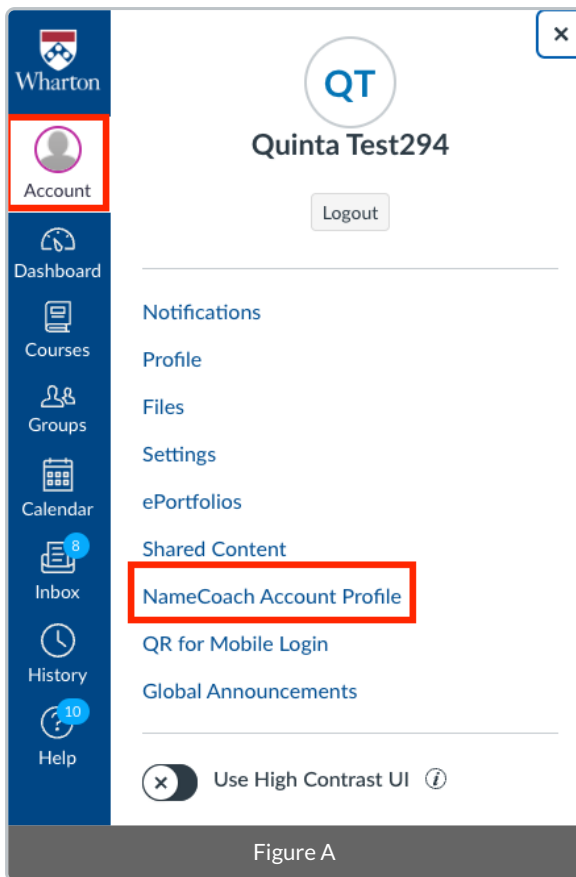 Wharton
Account
Dashboard
Courses
Groups
Calendar
8
Inbox
History
10
Help
QT
Quinta Test294
Logout
Notifications
Profile
Files
Settings
ePortfolios
Shared Content
NameCoach Account Profile
QR for Mobile Login
Global Announcements
Use High Contrast UI
Figure A